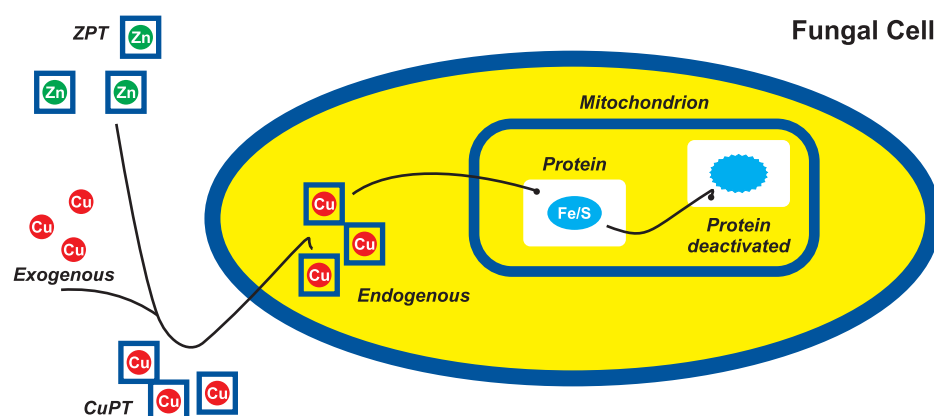 Fungal Cell
ZPT
Zn
Zn
Zn
Mitochondrion
Protein
Fe/S
Protein
deactivated
Cu
Cu
Cu
Exogenous
Cu
Cu
Cu
Endogenous
Cu
Cu
Cu
CuPT